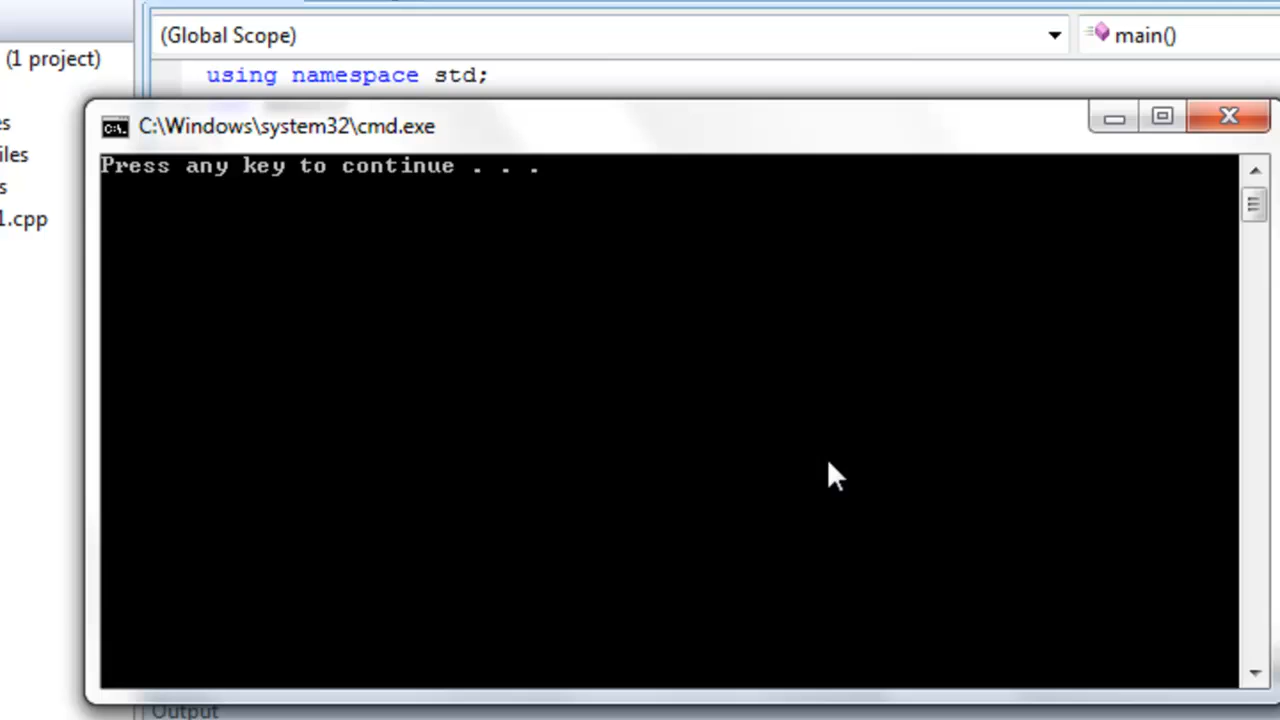 (Global Scope)
main()
(1 project)
using namespace std;
es
C:\Windows\system32\cmd.exe
iles
Press any key to continue . . .
s
1.cpp
Output